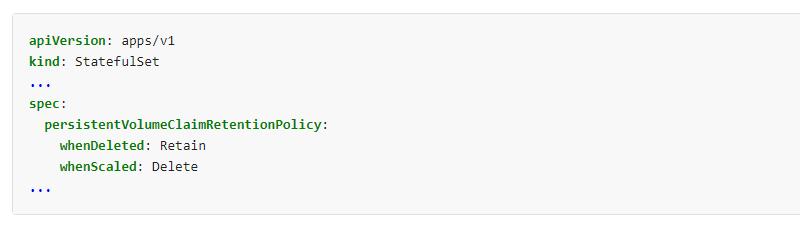 apiVersion: apps/v1
kind: StatefulSet
...
spec:
  persistentVolumeClaimRetentionPolicy:
    whenDeleted: Retain
    whenScaled: Delete
...